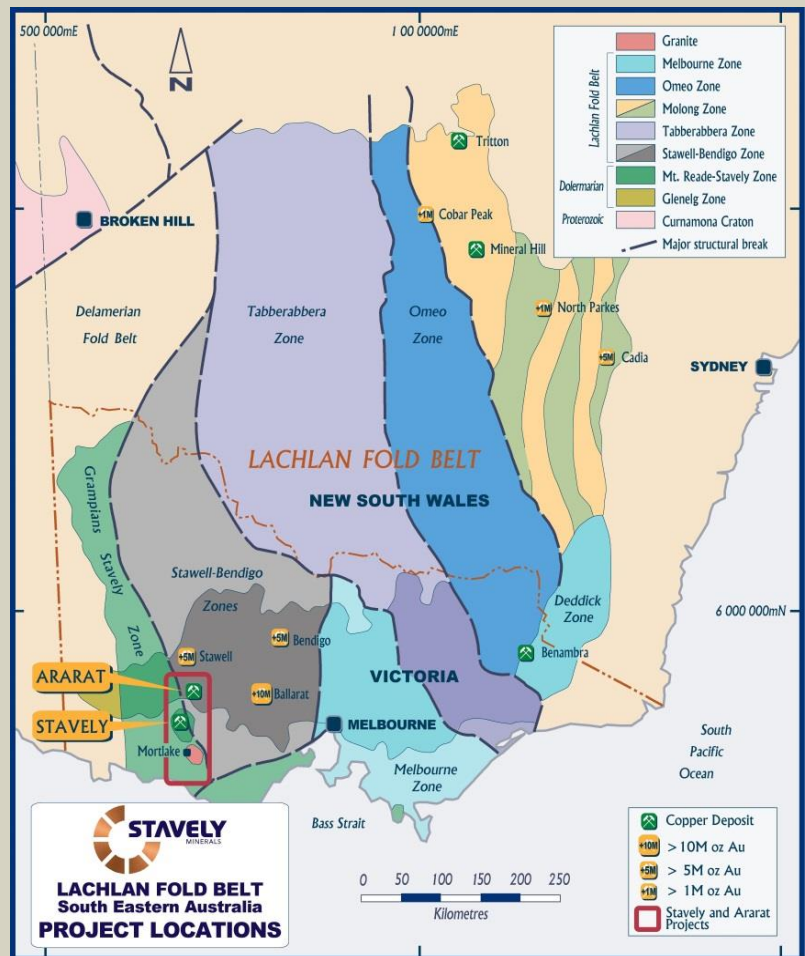 500 000mE
1 00 0000mE
N
Granite
Melbourne Zone
Omeo Zone
Molong Zone
Tabberabbera Zone
Stawell-Bendigo Zone
Mt. Reade-Stavely Zone
Glenelg Zone
Curnamona Craton
Major structural break
Lachlan Fold Belt
Dolermarian
Proterozoic
Tritton
+1M
Cobar Peak
BROKEN HILL
Mineral Hill
Delamerian
Fold Belt
Tabberabbera
Zone
Omeo
Zone
+1M
North Parkes
+5M
Cadia
SYDNEY
LACHLAN FOLD BELT
NEW SOUTH WALES
Grampians
Stavely
Zone
Stawell-Bendigo
Zones
Deddick
Zone
6 000 000mN
+5M
Bendigo
+5M
Stawell
Benambra
ARARAT
VICTORIA
+10M
Ballarat
STAVELY
MELBOURNE
Mortlake
South
Pacific
Ocean
Melbourne
Zone
Bass Strait
STAVELY
MINERALS
LACHLAN FOLD BELT
South Eastern Australia
PROJECT LOCATIONS
0 50 100 150 200 250
Kilometres
Copper Deposit
+10M
> 10M oz Au
+5M
> 5M oz Au
+1M
> 1M oz Au
Stavely and Ararat
Projects